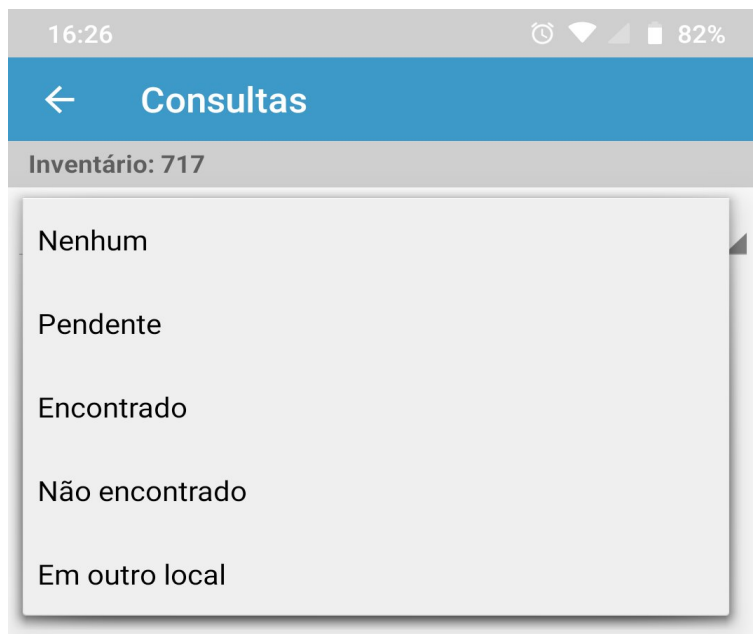 16:26 82%
Consultas
Inventário: 717
Nenhum
Pendente
Encontrado
Não encontrado
Em outro local